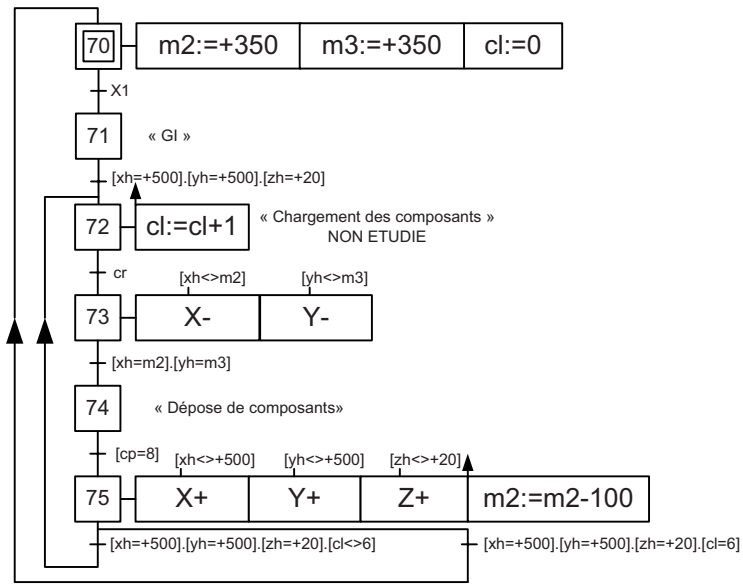 70 m2:=+350 m3:=+350 cl:=0
X1
71 « GI »
[xh=+500].[yh=+500].[zh=+20]
72 cl:=cl+1 « Chargement des composants »
NON ETUDIE
cr
[xh<>m2] [yh<>m3]
73 X- Y-
[xh=m2].[yh=m3]
74 « Dépose de composants»
[cp=8] [xh<>+500] [yh<>+500] [zh<>+20]
75 X+ Y+ Z+ m2:=m2-100
[xh=+500].[yh=+500].[zh=+20].[cl<>6] [xh=+500].[yh=+500].[zh=+20].[cl=6]